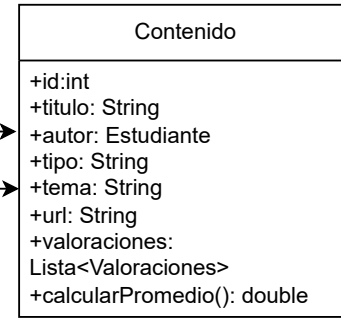 Contenido
+id:int
+titulo: String
+autor: Estudiante
+tipo: String
+tema: String
+url: String
+valoraciones:
Lista<Valoraciones>
+calcularPromedio(): double